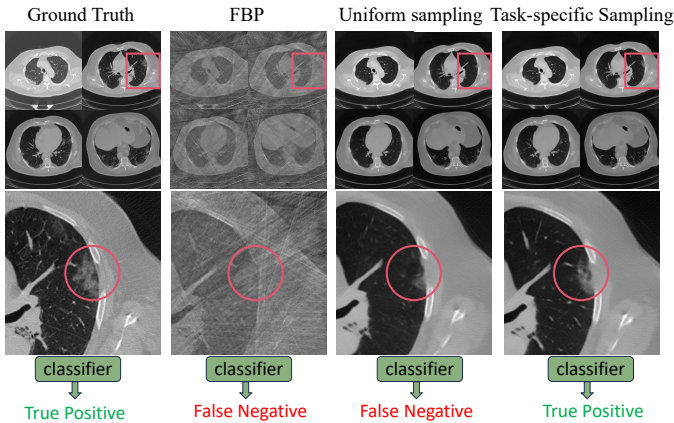 Ground Truth
FBP
Uniform sampling
Task-specific Sampling
classifier
classifier
classifier
classifier
True Positive
False Negative
False Negative
True Positive